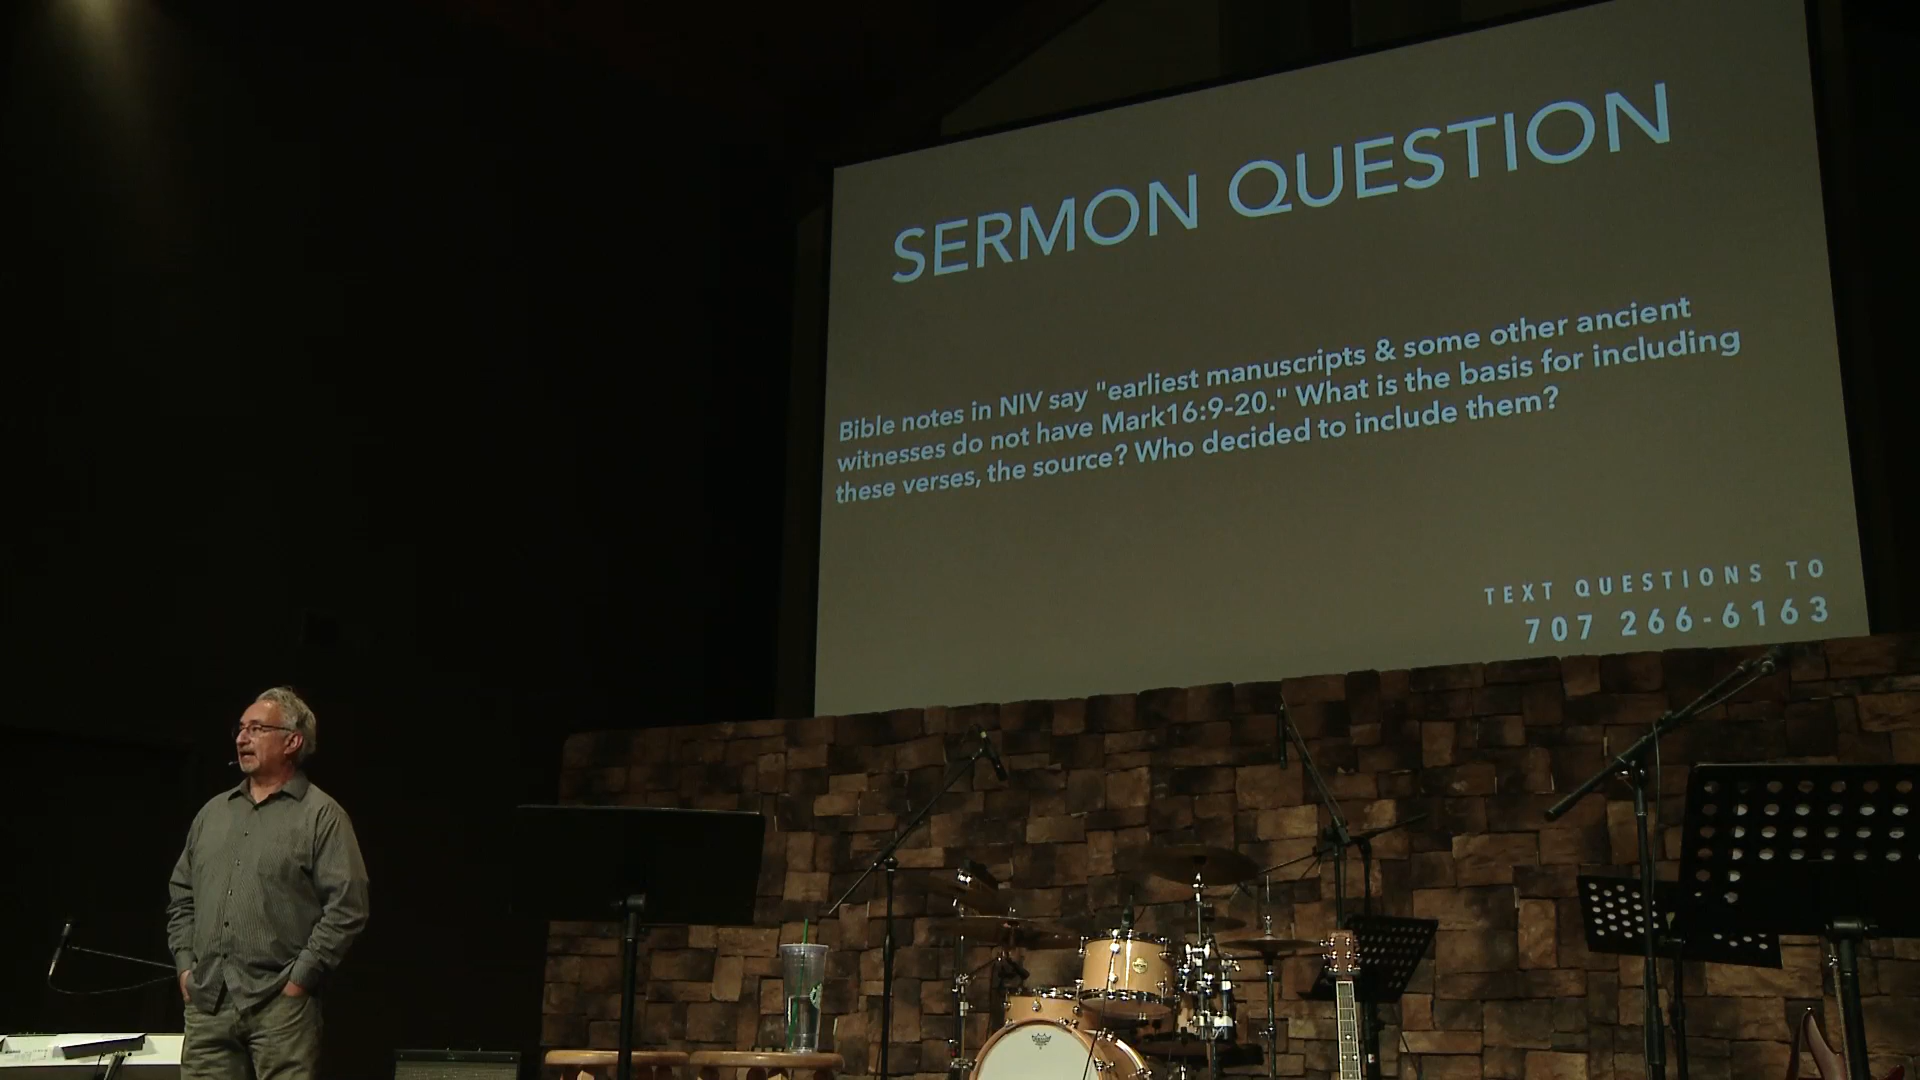 SERMON QUESTION
Bible notes in NIV say "earliest manuscripts & some other ancient
witnesses do not have Mark16:9-20." What is the basis for including
these verses, the source? Who decided to include them?
TEXT QUESTIONS TO
707 266-6163